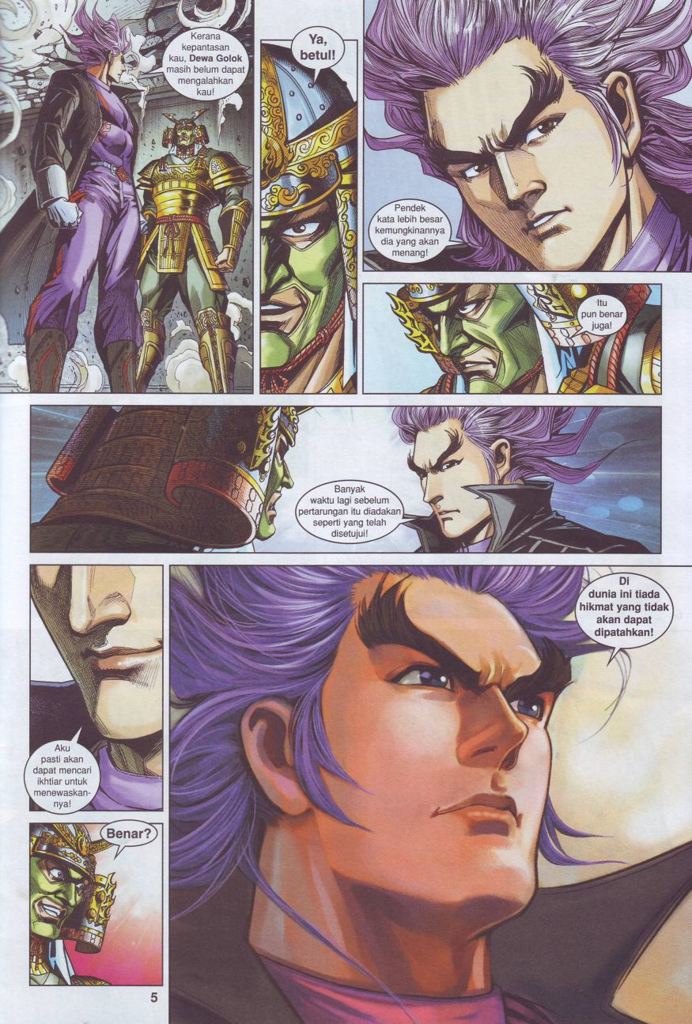 Kerana
kepantasan
kau, Dewa Golok
masih belum dapat
mengalahkan
kau!
Ya,
betul!
Pendek
kata lebih besar
kemungkinannya
dia yang akan
menang!
Itu
pun benar
juga!
Banyak
waktu lagi sebelum
pertarungan itu diadakan
seperti yang telah
disetujui!
Aku
pasti akan
dapat mencari
ikhtiar untuk
menewaskan-
nya!
Benar?
Di
dunia ini tiada
hikmat yang tidak
akan dapat
dipatahkan!
5